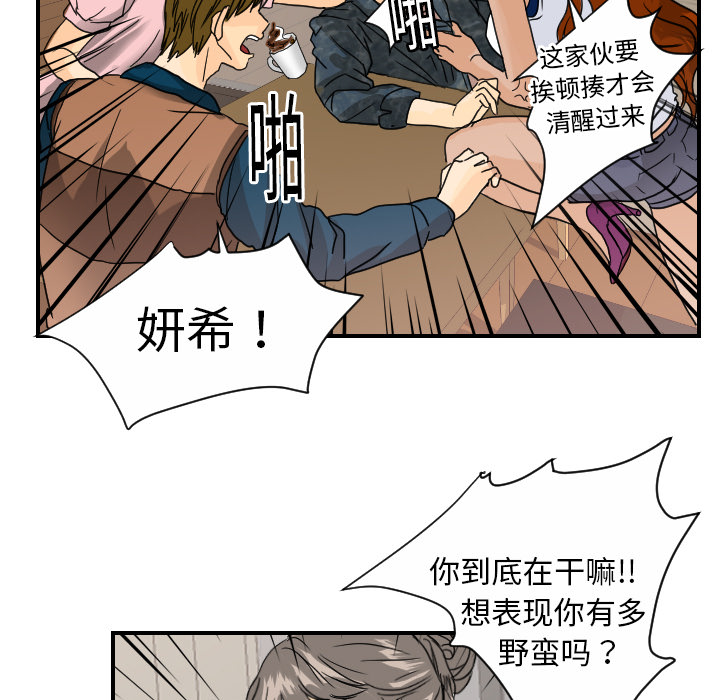 啪
这家伙要
挨顿揍才会
清醒过来
啪
妍希！
你到底在干嘛!!
想表现你有多
野蛮吗？